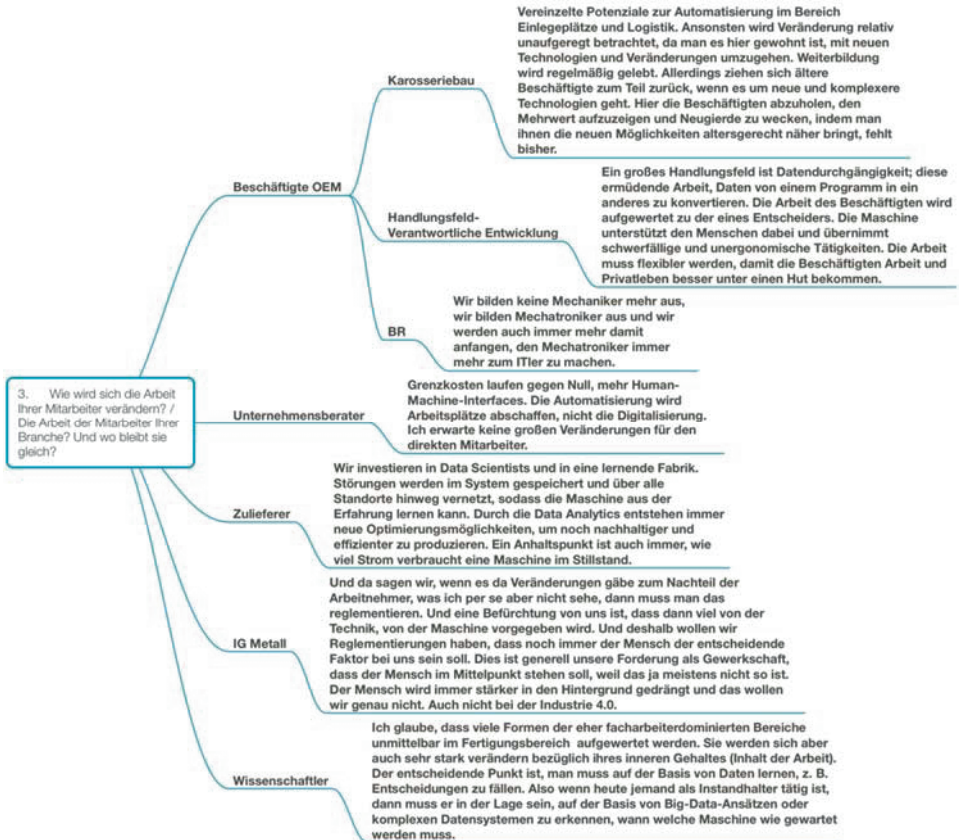 3. Wie wird sich die Arbeit
Ihrer Mitarbeiter verändern? /
Die Arbeit der Mitarbeiter Ihrer
Branche? Und wo bleibt sie
gleich?
Beschäftigte OEM
Karosseriebau
Vereinzelte Potenziale zur Automatisierung im Bereich
Einlegeplätze und Logistik. Ansonsten wird Veränderung relativ
unaufgeregt betrachtet, da man es hier gewohnt ist, mit neuen
Technologien und Veränderungen umzugehen. Weiterbildung
wird regelmäßig gelebt. Allerdings ziehen sich ältere
Beschäftigte zum Teil zurück, wenn es um neue und komplexere
Technologien geht. Hier die Beschäftigten abzuholen, den
Mehrwert aufzuzeigen und Neugierde zu wecken, indem man
ihnen die neuen Möglichkeiten altersgerecht näher bringt, fehlt
bisher.
Handlungsfeld-
Verantwortliche Entwicklung
Ein großes Handlungsfeld ist Datendurchgängigkeit; diese
ermüdende Arbeit, Daten von einem Programm in ein
anderes zu konvertieren. Die Arbeit des Beschäftigten wird
aufgewertet zu der eines Entscheiders. Die Maschine
unterstützt den Menschen dabei und übernimmt
schwerfällige und unergonomische Tätigkeiten. Die Arbeit
muss flexibler werden, damit die Beschäftigten Arbeit und
Privatleben besser unter einen Hut bekommen.
BR
Wir bilden keine Mechaniker mehr aus,
wir bilden Mechatroniker aus und wir
werden auch immer mehr damit
anfangen, den Mechatroniker immer
mehr zum ITler zu machen.
Unternehmensberater
Grenzkosten laufen gegen Null, mehr Human-
Machine-Interfaces. Die Automatisierung wird
Arbeitsplätze abschaffen, nicht die Digitalisierung.
Ich erwarte keine großen Veränderungen für den
direkten Mitarbeiter.
Zulieferer
Wir investieren in Data Scientists und in eine lernende Fabrik.
Störungen werden im System gespeichert und über alle
Standorte hinweg vernetzt, sodass die Maschine aus der
Erfahrung lernen kann. Durch die Data Analytics entstehen immer
neue Optimierungsmöglichkeiten, um noch nachhaltiger und
effizienter zu produzieren. Ein Anhaltspunkt ist auch immer, wie
viel Strom verbraucht eine Maschine im Stillstand.
IG Metall
Und da sagen wir, wenn es da Veränderungen gäbe zum Nachteil der
Arbeitnehmer, was ich per se aber nicht sehe, dann muss man das
reglementieren. Und eine Befürchtung von uns ist, dass dann viel von der
Technik, von der Maschine vorgegeben wird. Und deshalb wollen wir
Reglementierungen haben, dass noch immer der Mensch der entscheidende
Faktor bei uns sein soll. Dies ist generell unsere Forderung als Gewerkschaft,
dass der Mensch im Mittelpunkt stehen soll, weil das ja meistens nicht so ist.
Der Mensch wird immer stärker in den Hintergrund gedrängt und das wollen
wir genau nicht. Auch nicht bei der Industrie 4.0.
Wissenschaftler
Ich glaube, dass viele Formen der eher facharbeiterdominierten Bereiche
unmittelbar im Fertigungsbereich aufgewertet werden. Sie werden sich aber
auch sehr stark verändern bezüglich ihres inneren Gehaltes (Inhalt der Arbeit).
Der entscheidende Punkt ist, man muss auf der Basis von Daten lernen, z. B.
Entscheidungen zu fällen. Also wenn heute jemand als Instandhalter tätig ist,
dann muss er in der Lage sein, auf der Basis von Big-Data-Ansätzen oder
komplexen Datensystemen zu erkennen, wann welche Maschine wie gewartet
werden muss.